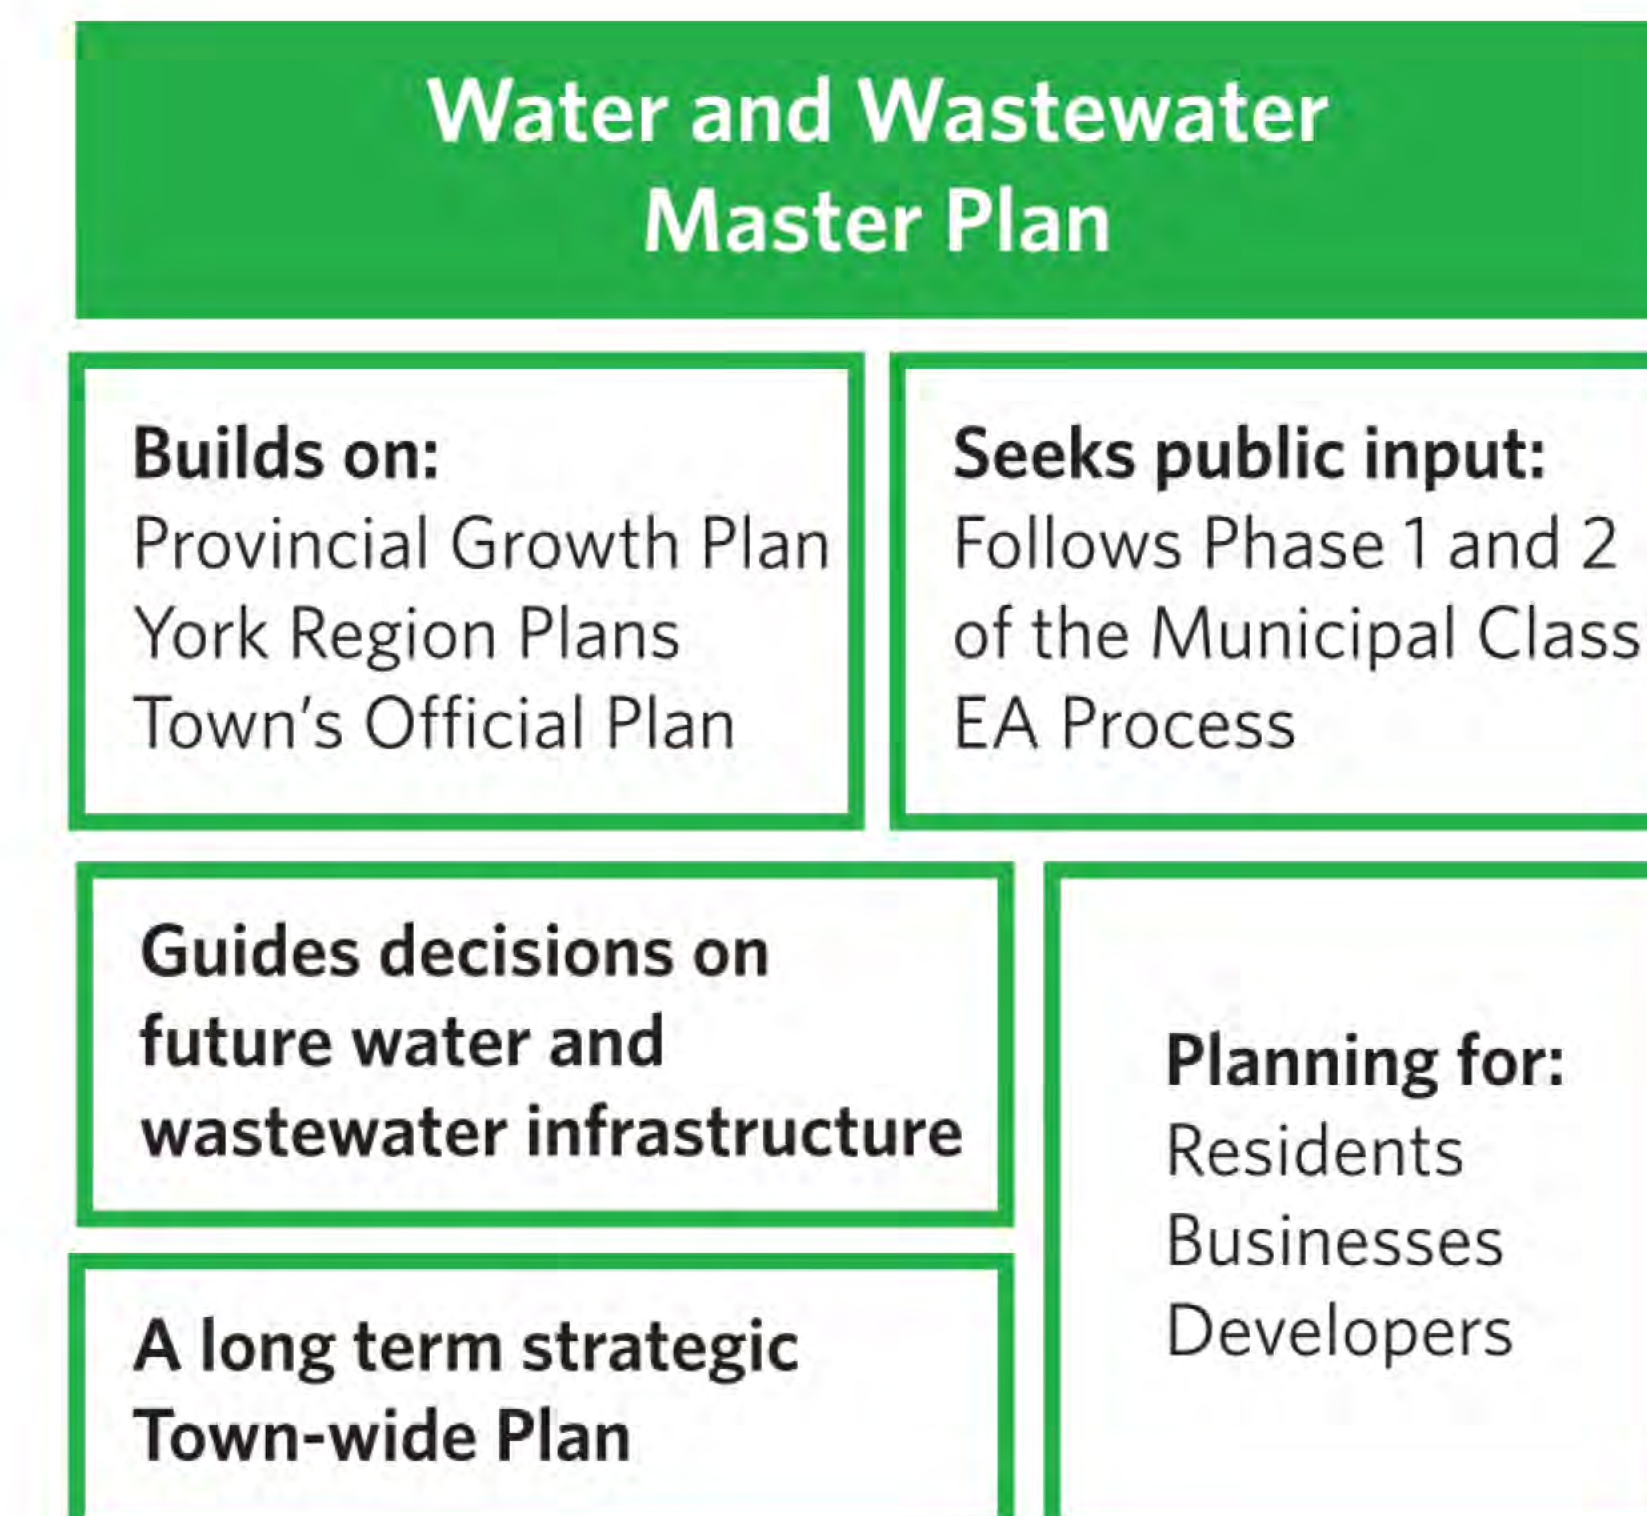 Water and Wastewater
Master Plan
Builds on:
Provincial Growth Plan
York Region Plans
Town’s Official Plan
Seeks public input:
Follows Phase 1 and 2
of the Municipal Class
EA Process
Guides decisions on
future water and
wastewater infrastructure
A long term strategic
Town-wide Plan
Planning for:
Residents
Businesses
Developers